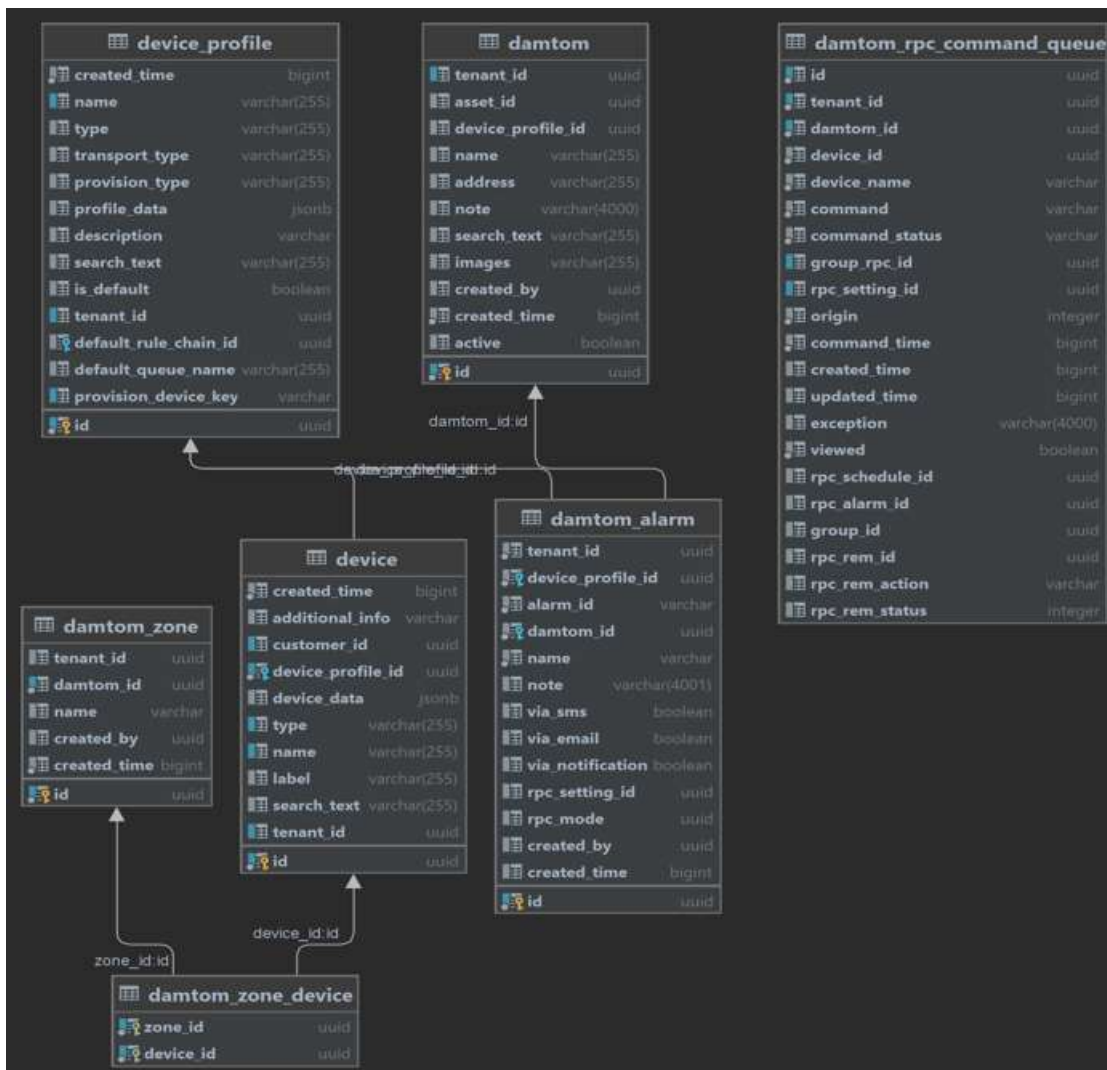 device_profile
created_time bigint
name varchar(255)
type varchar(255)
transport_type varchar(255)
provision_type varchar(255)
profile_data jsonb
description varchar
search_text varchar(255)
is_default boolean
tenant_id uuid
default_rule_chain_id uuid
default_queue_name varchar(255)
provision_device_key varchar
id uuid
damtom
tenant_id uuid
asset_id uuid
device_profile_id uuid
name varchar(255)
address varchar(255)
note varchar(4000)
search_text varchar(255)
images varchar(255)
created_by uuid
created_time bigint
active boolean
id uuid
damtom_rpc_command_queue
id uuid
tenant_id uuid
damtom_id uuid
device_id uuid
device_name varchar
command varchar
command_status varchar
group_rpc_id uuid
rpc_setting_id uuid
origin integer
command_time bigint
created_time bigint
updated_time bigint
exception varchar(4000)
viewed boolean
rpc_schedule_id uuid
rpc_alarm_id uuid
group_id uuid
rpc_rem_id uuid
rpc_rem_action varchar
rpc_rem_status integer
damtom_id:id
damtom_zone
tenant_id uuid
damtom_id uuid
name varchar
created_by uuid
created_time bigint
id uuid
device
created_time bigint
additional_info varchar
customer_id uuid
device_profile_id uuid
device_data jsonb
type varchar(255)
name varchar(255)
label varchar(255)
search_text varchar(255)
tenant_id uuid
id uuid
damtom_alarm
tenant_id uuid
device_profile_id uuid
alarm_id varchar
damtom_id uuid
name varchar
note varchar(4001)
via_sms boolean
via_email boolean
via_notification boolean
rpc_setting_id uuid
rpc_mode uuid
created_by uuid
created_time bigint
id uuid
device_id:id
zone_id:id
damtom_zone_device
zone_id uuid
device_id uuid